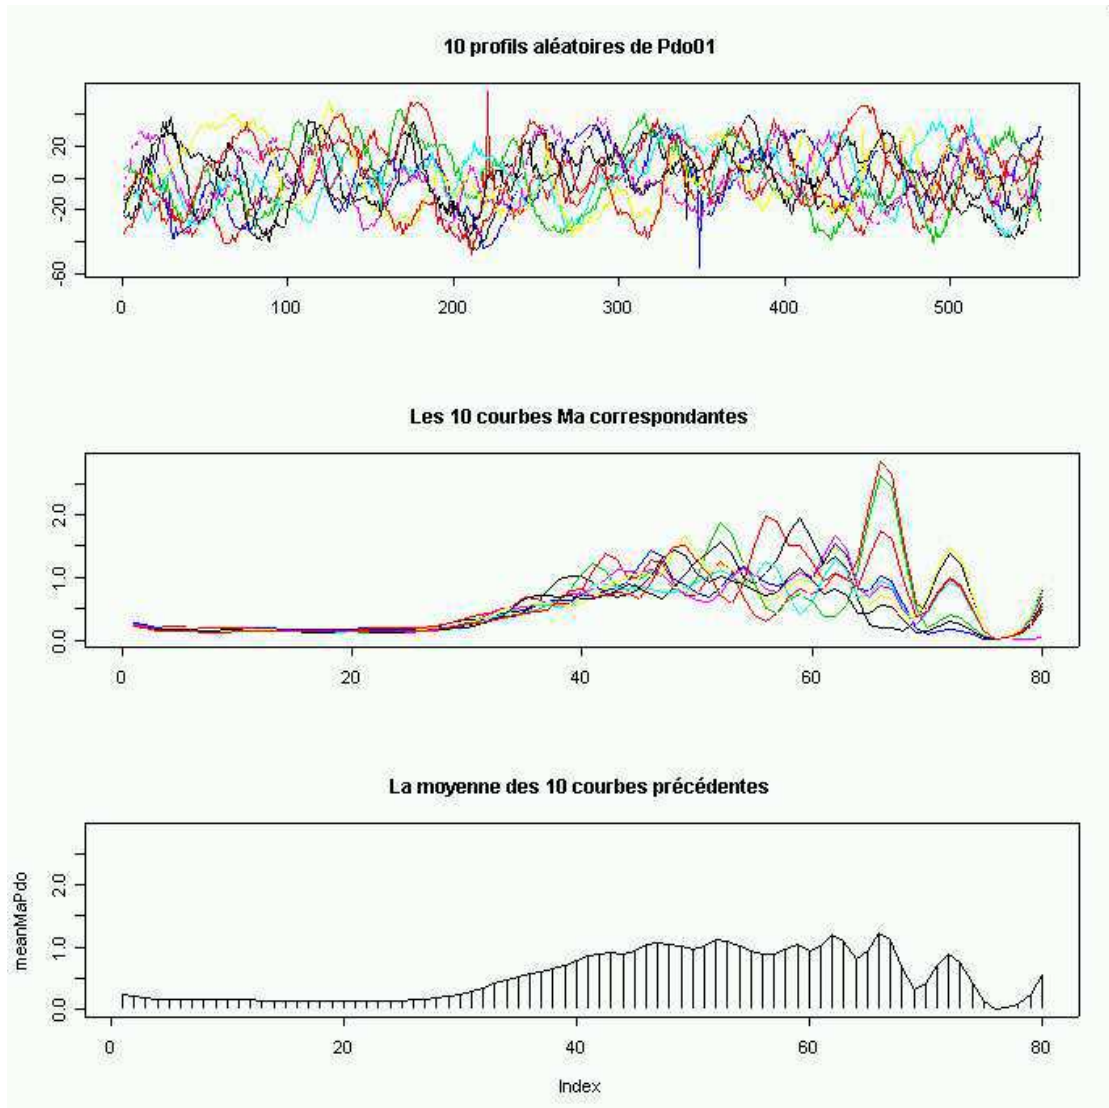 10 profils aléatoires de Pdo01
20
0
-20
-60
0 100 200 300 400 500
Les 10 courbes Ma correspondantes
2.0
1.0
0.0
0 20 40 60 80
La moyenne des 10 courbes précédentes
meanMaPdo
2.0
1.0
0.0
0 20 40 60 80
Index